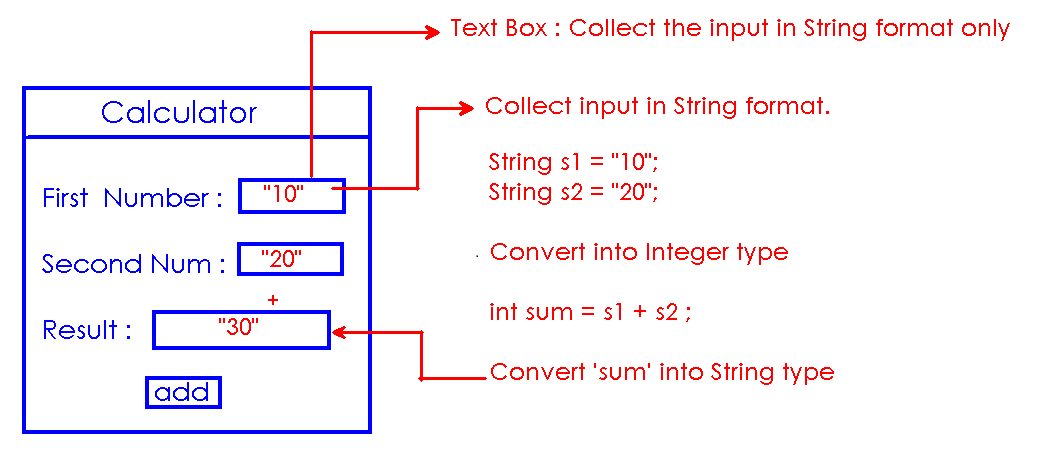 Text Box : Collect the input in String format only
Calculator
Collect input in String format.
First Number : "10"
String s1 = "10";
String s2 = "20";
Second Num : "20"
Convert into Integer type
+
Result : "30"
int sum = s1 + s2 ;
Convert 'sum' into String type
add